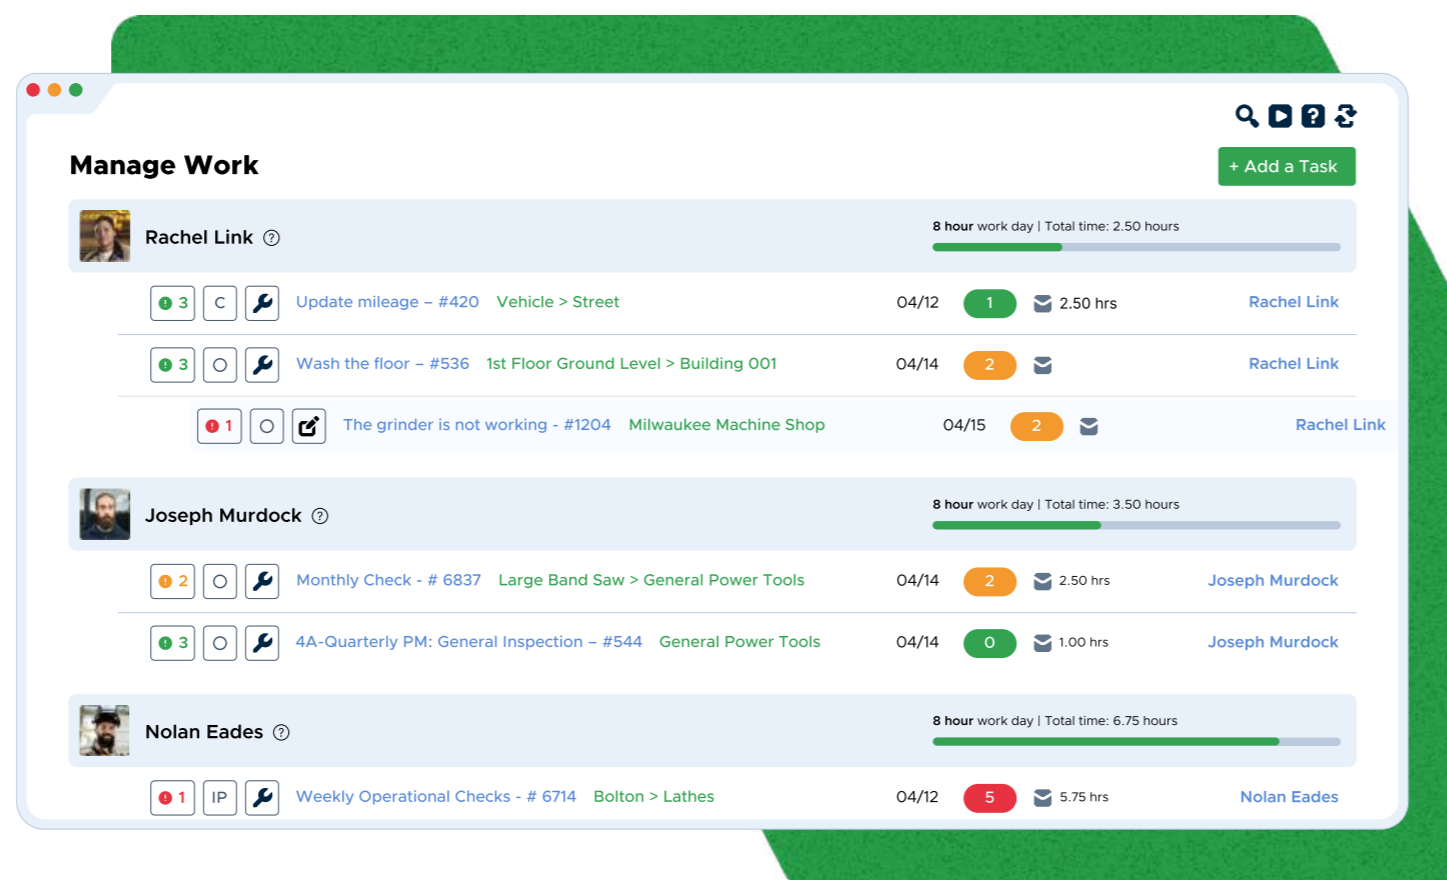 Manage Work
+ Add a Task
Rachel Link ?
8 hour work day | Total time: 2.50 hours
3 C Update mileage – #420 Vehicle > Street 04/12 1 2.50 hrs Rachel Link
3 O Wash the floor – #536 1st Floor Ground Level > Building 001 04/14 2 Rachel Link
1 O The grinder is not working - #1204 Milwaukee Machine Shop 04/15 2 Rachel Link
Joseph Murdock ?
8 hour work day | Total time: 3.50 hours
2 O Monthly Check - # 6837 Large Band Saw > General Power Tools 04/14 2 2.50 hrs Joseph Murdock
3 O 4A-Quarterly PM: General Inspection – #544 General Power Tools 04/14 0 1.00 hrs Joseph Murdock
Nolan Eades ?
8 hour work day | Total time: 6.75 hours
1 IP Weekly Operational Checks - # 6714 Bolton > Lathes 04/12 5 5.75 hrs Nolan Eades